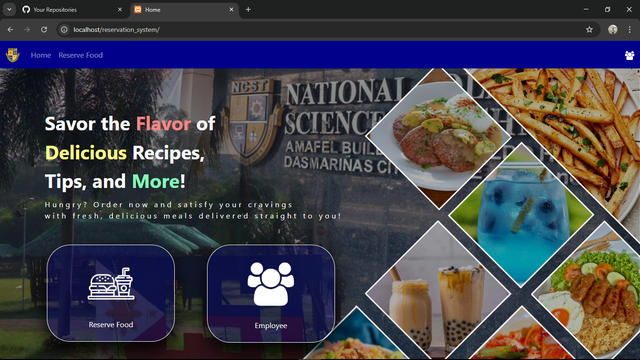 Your Repositories
Home
localhost/reservation_system/
Home
Reserve Food
NCST
NATIONAL
SCIENCE
AMAFEL BUIL
DASMARIÑAS CIT
Savor the Flavor of
Delicious Recipes,
Tips, and More!
Hungry? Order now and satisfy your cravings
with fresh, delicious meals delivered straight to you!
Reserve Food
Employee